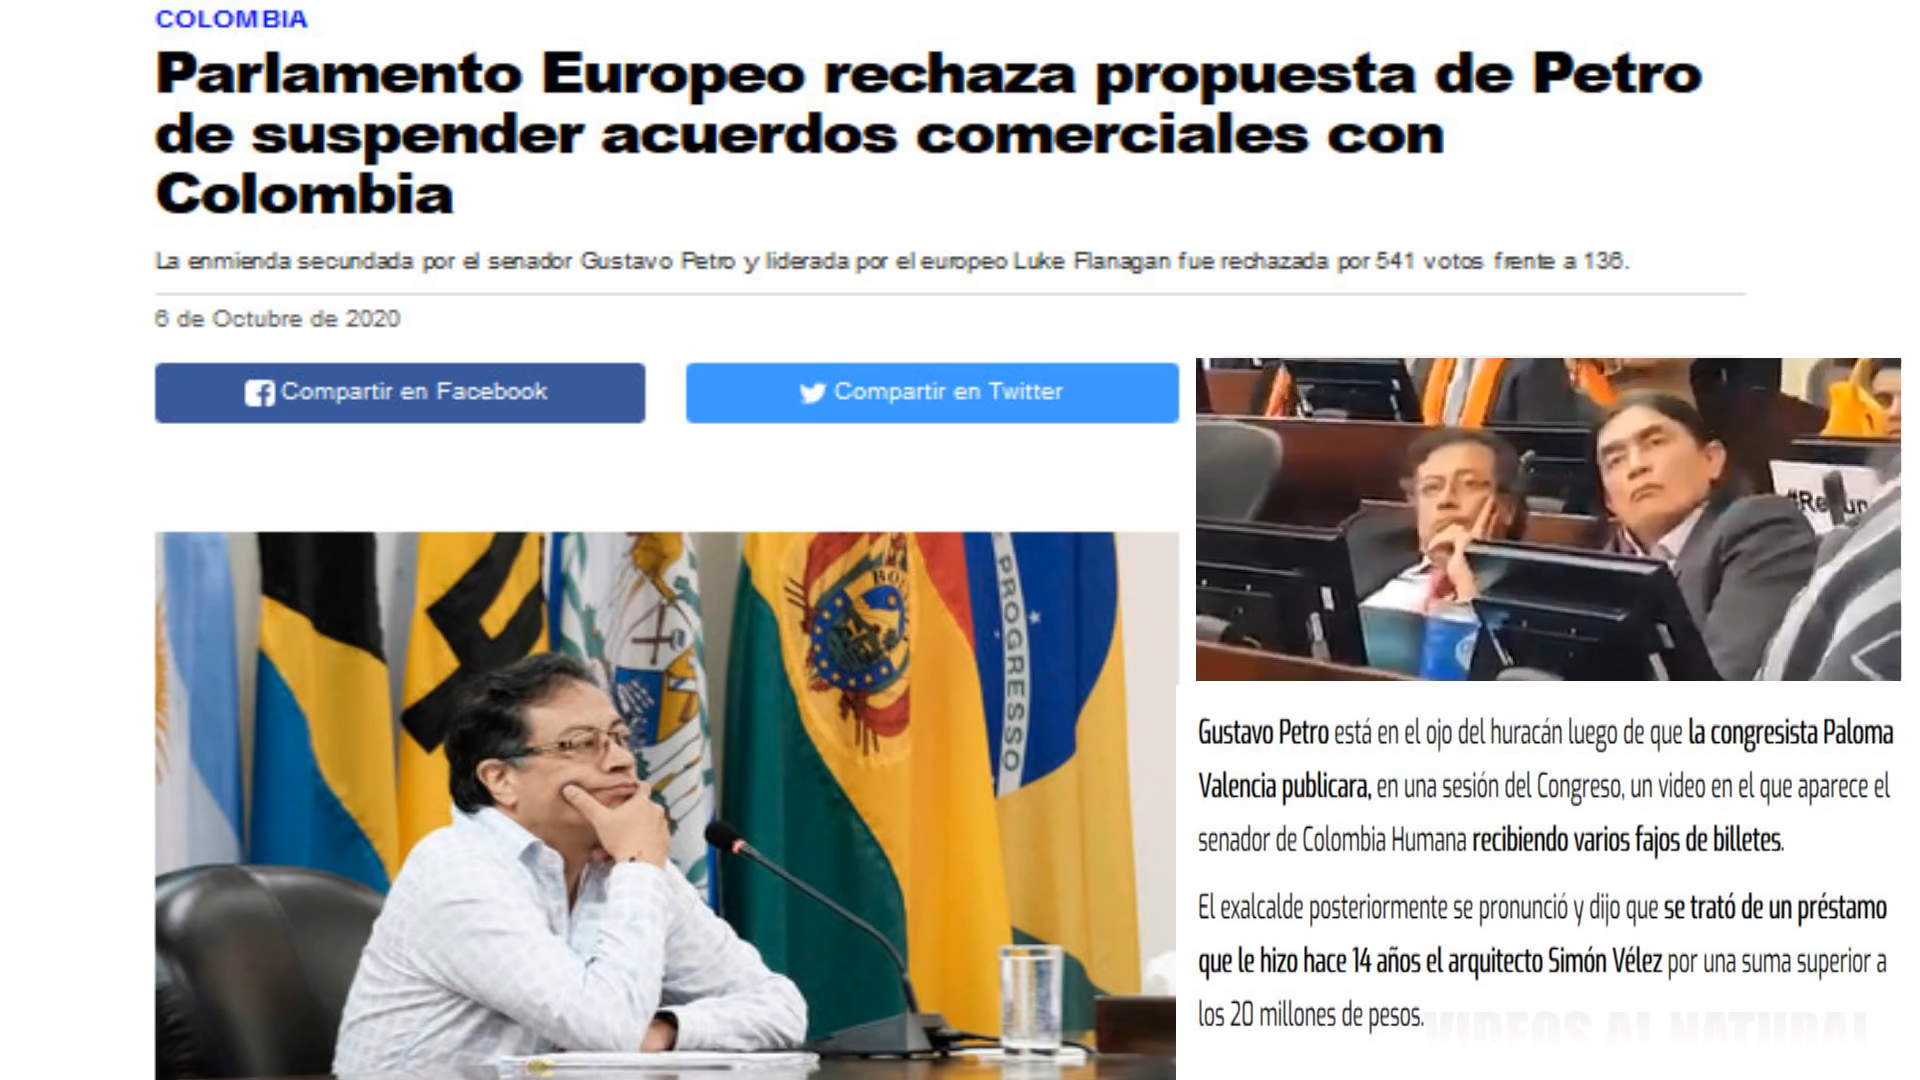 COLOMBIA
Parlamento Europeo rechaza propuesta de Petro
de suspender acuerdos comerciales con
Colombia
La enmienda secundada por el senador Gustavo Petro y liderada por el europeo Luke Flanagan fue rechazada por 541 votos frente a 136.
6 de Octubre de 2020
Compartir en Facebook
Compartir en Twitter
PROGRESSO
Gustavo Petro está en el ojo del huracán luego de que la congresista Paloma
Valencia publicara, en una sesión del Congreso, un video en el que aparece el
senador de Colombia Humana recibiendo varios fajos de billetes.
El exalcalde posteriormente se pronunció y dijo que se trató de un préstamo
que le hizo hace 14 años el arquitecto Simón Vélez por una suma superior a
los 20 millones de pesos.
VIDEOS AL NATURAL